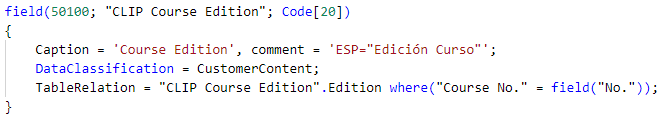 field(50100; "CLIP Course Edition"; Code[20])
{
    Caption = 'Course Edition', comment = 'ESP="Edición Curso"';
    DataClassification = CustomerContent;
    TableRelation = "CLIP Course Edition".Edition where("Course No." = field("No."));
}